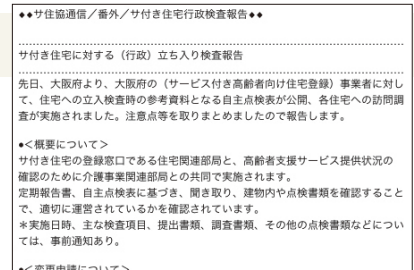 ◆◆サ住協通信／番外／サ付き住宅行政検査報告◆◆
サ付き住宅に対する（行政）立ち入り検査報告
先日、大阪府より、大阪府の（サービス付き高齢者向け住宅登録）事業者に対し
て、住宅への立入検査時の参考資料となる自主点検表が公開、各住宅への訪問調
査が実施されました。注意点等を取りまとめましたので報告します。
●<概要について>
サ付き住宅の登録窓口である住宅関連部局と、高齢者支援サービス提供状況の
確認のために介護事業関連部局との共同で実施されます。
定期報告書、自主点検表に基づき、聞き取り、建物内や点検書類を確認すること
で、適切に運営されているかを確認されています。
＊実施日時、主な検査項目、提出書類、調査書類、その他の点検書類などについ
ては、事前通知あり。
●<変更申請について>